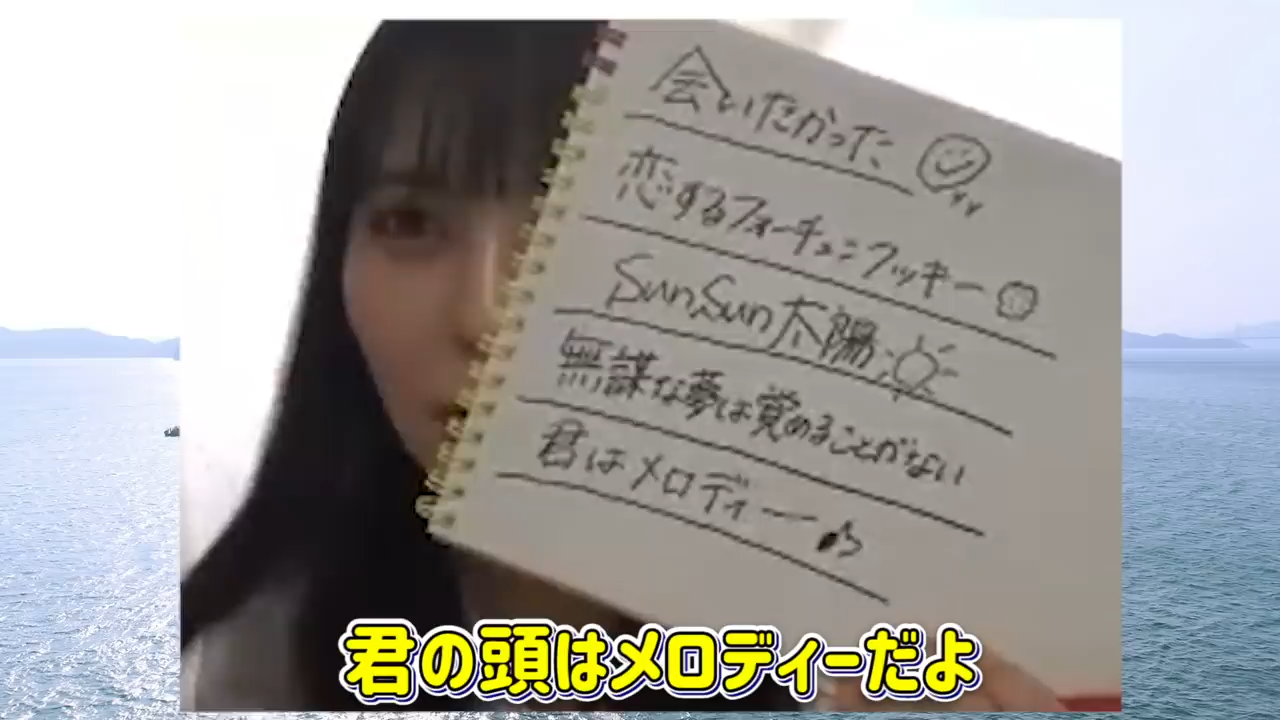 会いたかった
恋するフォーチュンクッキー
SunSun太陽
無謀な夢は覚めることがない
君はメロディー
君の頭はメロディーだよ